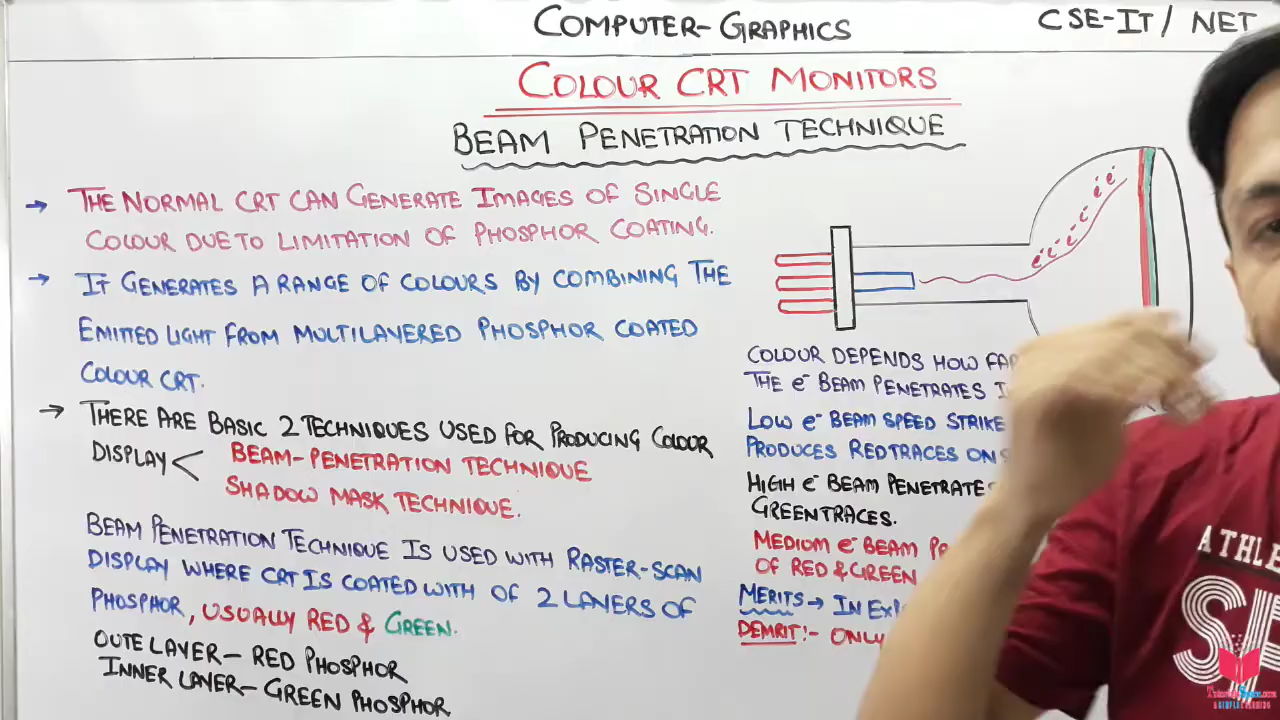 COMPUTER-GRAPHICS
CSE-IT / NET
COLOUR CRT MONITORS
BEAM PENETRATION TECHNIQUE
→ THE NORMAL CRT CAN GENERATE IMAGES OF SINGLE
COLOUR DUE TO LIMITATION OF PHOSPHOR COATING.
→ IT GENERATES A RANGE OF COLOURS BY COMBINING THE
EMITTED LIGHT FROM MULTILAYERED PHOSPHOR COATED
COLOUR CRT.
→ THERE ARE BASIC 2 TECHNIQUES USED FOR PRODUCING COLOUR
DISPLAY < BEAM-PENETRATION TECHNIQUE
SHADOW MASK TECHNIQUE.
BEAM PENETRATION TECHNIQUE IS USED WITH RASTER-SCAN
DISPLAY WHERE CRT IS COATED WITH OF 2 LAYERS OF
PHOSPHOR, USUALLY RED & GREEN.
OUTE LAYER - RED PHOSPHOR
INNER LAYER - GREEN PHOSPHOR
e⁻ e⁻ e⁻ e⁻ e⁻ e⁻ e⁻
COLOUR DEPENDS HOW FAR
THE e⁻ BEAM PENETRATES
LOW e⁻ BEAM SPEED STRIKE
PRODUCES RED TRACES ON
HIGH e⁻ BEAM PENETRATES
GREEN TRACES.
MEDIOM e⁻ BEAM
OF RED & GREEN
MERITS → IN
DEMRIT:- ONLY
ATHLE